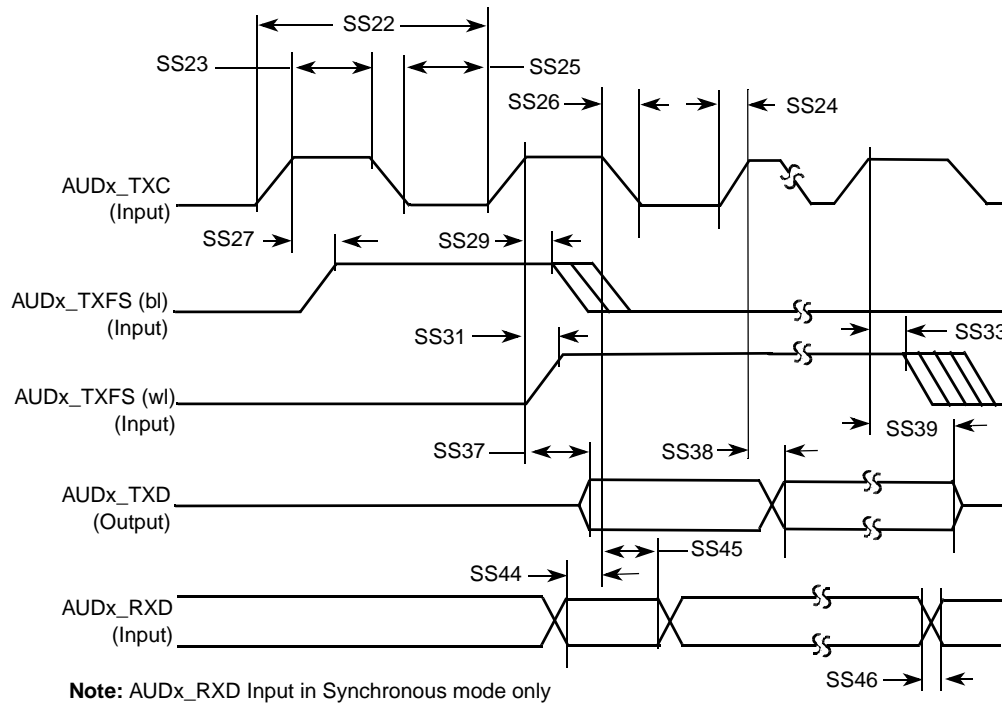 SS22
SS23
SS25
SS26
SS24
AUDx_TXC
(Input)
SS27
SS29
AUDx_TXFS (bl)
(Input)
SS31
SS33
AUDx_TXFS (wl)
(Input)
SS39
SS37
SS38
AUDx_TXD
(Output)
SS45
SS44
AUDx_RXD
(Input)
SS46
Note: AUDx_RXD Input in Synchronous mode only